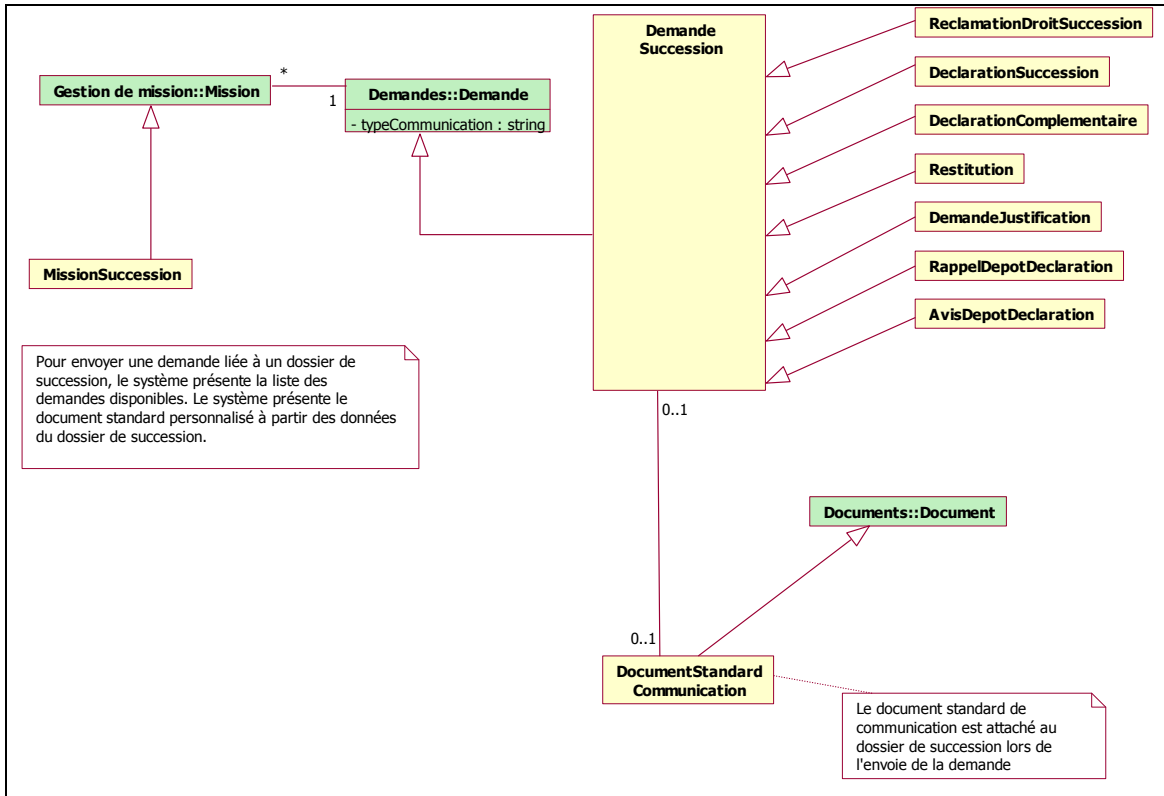 Demande
Succession
ReclamationDroitSuccession
DeclarationSuccession
DeclarationComplementaire
Restitution
DemandeJustification
RappelDepotDeclaration
AvisDepotDeclaration
Gestion de mission::Mission
*
1
Demandes::Demande
- typeCommunication : string
MissionSuccession
Pour envoyer une demande liée à un dossier de
succession, le système présente la liste des
demandes disponibles. Le système présente le
document standard personnalisé à partir des données
du dossier de succession.
0..1
Documents::Document
0..1
DocumentStandard
Communication
Le document standard de
communication est attaché au
dossier de succession lors de
l'envoie de la demande